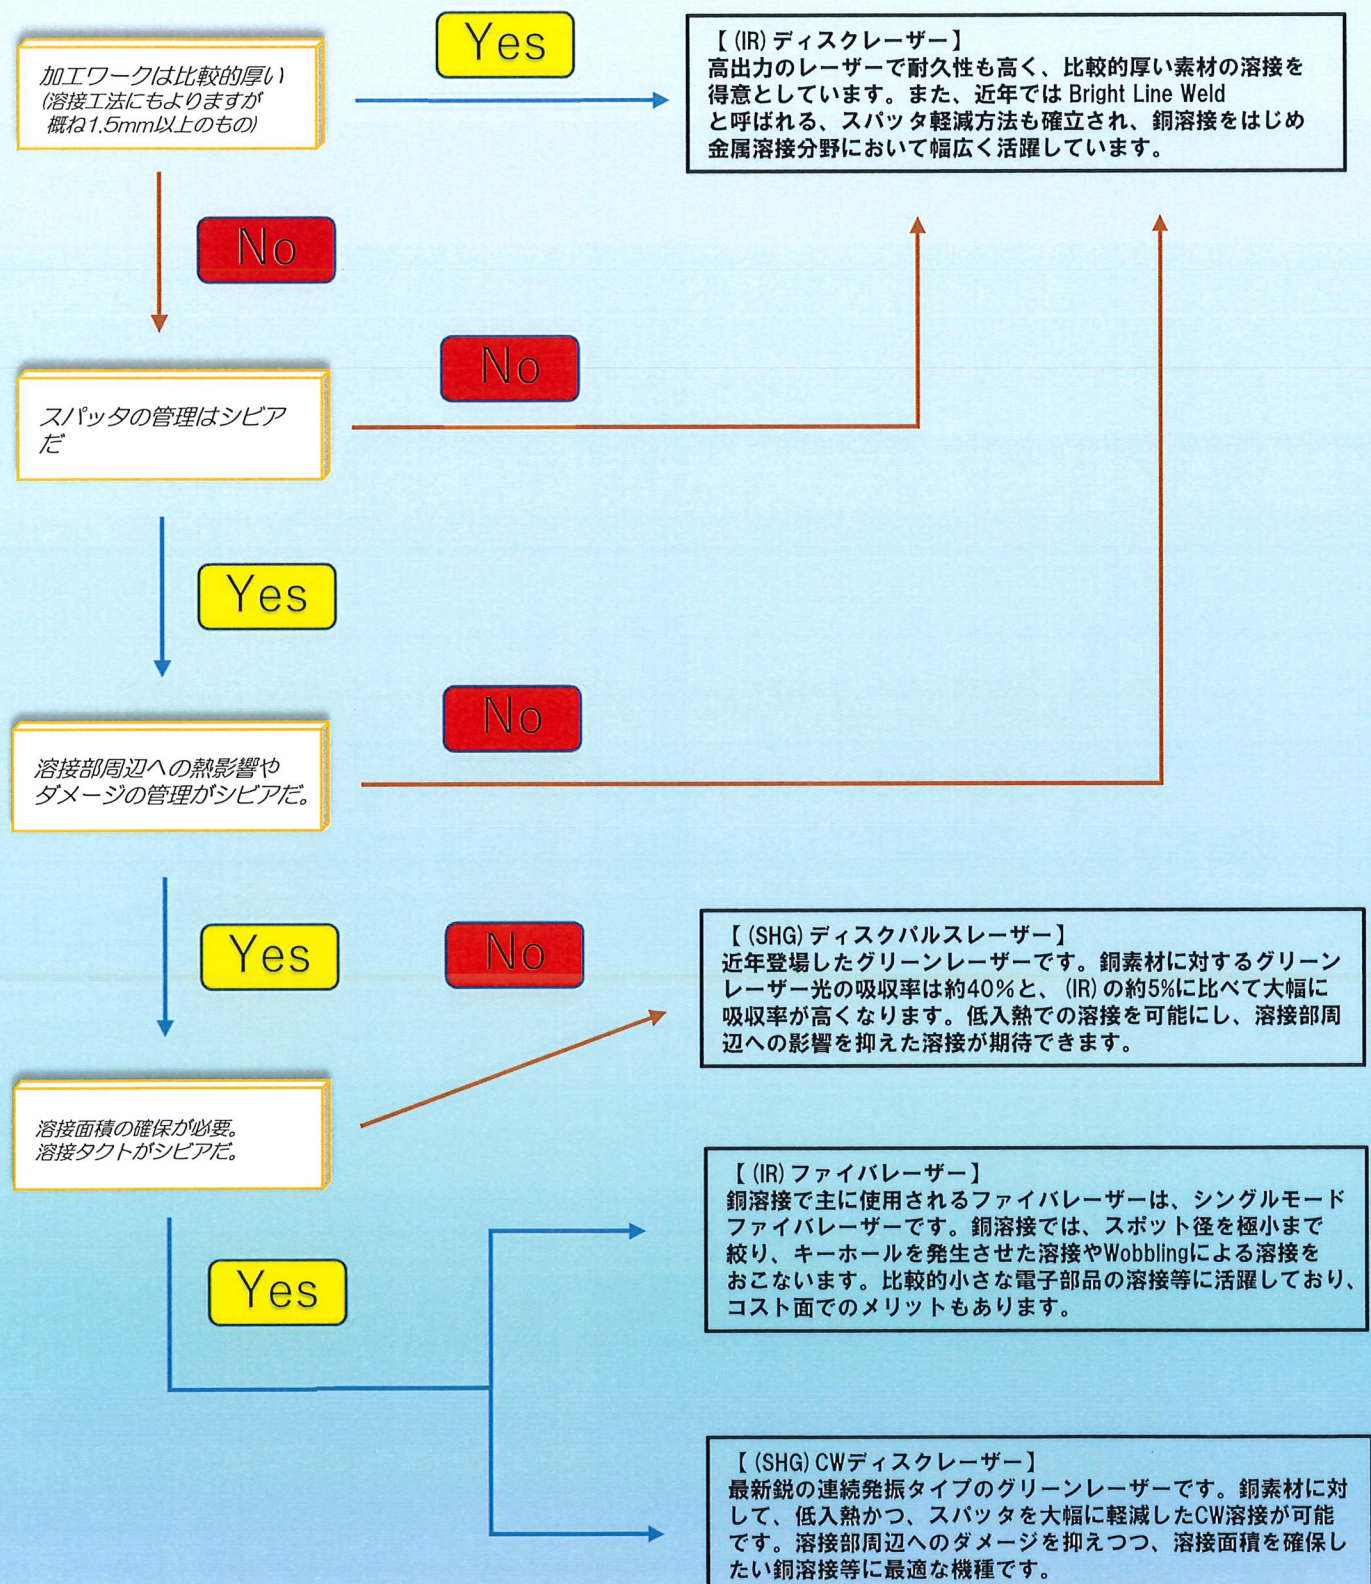 加工ワークは比較的厚い
(溶接工法にもよりますが
概ね1.5mm以上のもの)
Yes
【(IR)ディスクレーザー】
高出力のレーザーで耐久性も高く、比較的厚い素材の溶接を
得意としています。また、近年では Bright Line Weld
と呼ばれる、スパッタ軽減方法も確立され、銅溶接をはじめ
金属溶接分野において幅広く活躍しています。
No
スパッタの管理はシビア
だ
No
Yes
溶接部周辺への熱影響や
ダメージの管理がシビアだ。
No
Yes
No
【(SHG)ディスクパルスレーザー】
近年登場したグリーンレーザーです。銅素材に対するグリーン
レーザー光の吸収率は約40%と、(IR)の約5%に比べて大幅に
吸収率が高くなります。低入熱での溶接を可能にし、溶接部周
辺への影響を抑えた溶接が期待できます。
溶接面積の確保が必要。
溶接タクトがシビアだ。
Yes
【(IR)ファイバレーザー】
銅溶接で主に使用されるファイバレーザーは、シングルモード
ファイバレーザーです。銅溶接では、スポット径を極小まで
絞り、キーホールを発生させた溶接やWobblingによる溶接を
おこないます。比較的小さな電子部品の溶接等に活躍しており、
コスト面でのメリットもあります。
【(SHG)CWディスクレーザー】
最新鋭の連続発振タイプのグリーンレーザーです。銅素材に対
して、低入熱かつ、スパッタを大幅に軽減したCW溶接が可能
です。溶接部周辺へのダメージを抑えつつ、溶接面積を確保し
たい銅溶接等に最適な機種です。